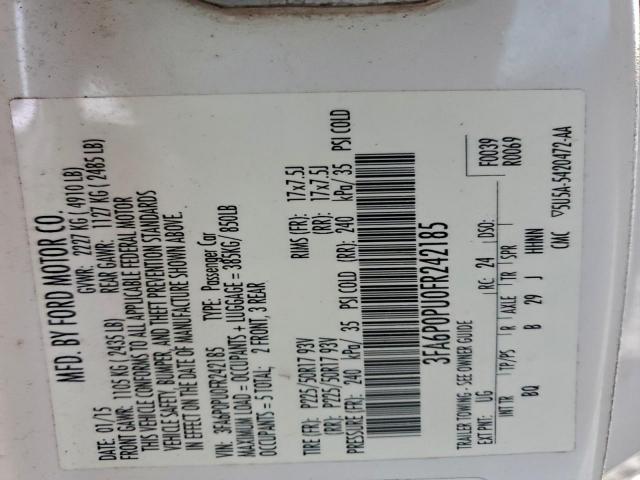 MFD. BY FORD MOTOR CO.
DATE: 01/15 GVWR: 2227 KG ( 4910 LB)
FRONT GAWR: 1105 KG ( 2435 LB) REAR GAWR: 1127 KG ( 2485 LB)
THIS VEHICLE CONFORMS TO ALL APPLICABLE FEDERAL MOTOR
VEHICLE SAFETY, BUMPER, AND THEFT PREVENTION STANDARDS
IN EFFECT ON THE DATE OF MANUFACTURE SHOWN ABOVE.
VIN: 3FA6P0PU0FR242185 TYPE: Passenger Car
MAXIMUM LOAD = OCCUPANTS + LUGGAGE = 385KG/ 850LB
OCCUPANTS = 5 TOTAL; 2 FRONT, 3 REAR
TIRE (FR): P225/50R17 93V RIMS (FR): 17x7.5J
(RR): P225/50R17 93V (RR): 17x7.5J
PRESSURE (FR): 240 kPa/ 35 PSI COLD (RR): 240 kPa/ 35 PSI COLD
3FA6P0PU0FR242185
TRAILER TOWING - SEE OWNER GUIDE F0039
R0069
EXT PNT: UG RC: 24 DSO:
INTR TP/PS R AXLE TR SPR
BQ B 29 J HHNN
CMC ▽5U5A-5420472-AA